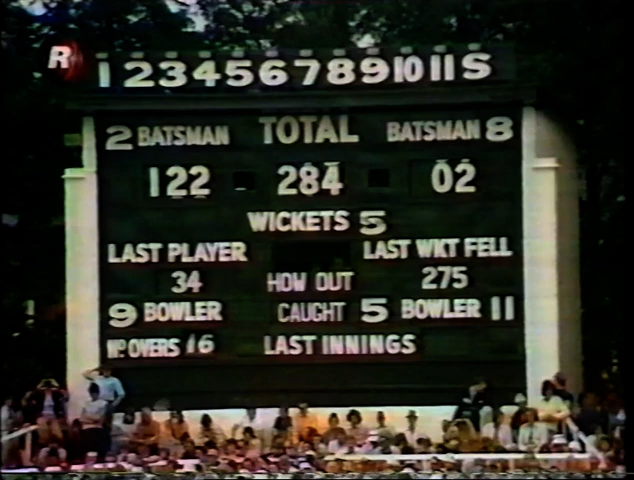 R
1 2 3 4 5 6 7 8 9 10 11 S
2 BATSMAN TOTAL BATSMAN 8
122 284 02
WICKETS 5
LAST PLAYER LAST WKT FELL
34 HOW OUT 275
9 BOWLER CAUGHT 5 BOWLER 11
Nº OVERS 16 LAST INNINGS